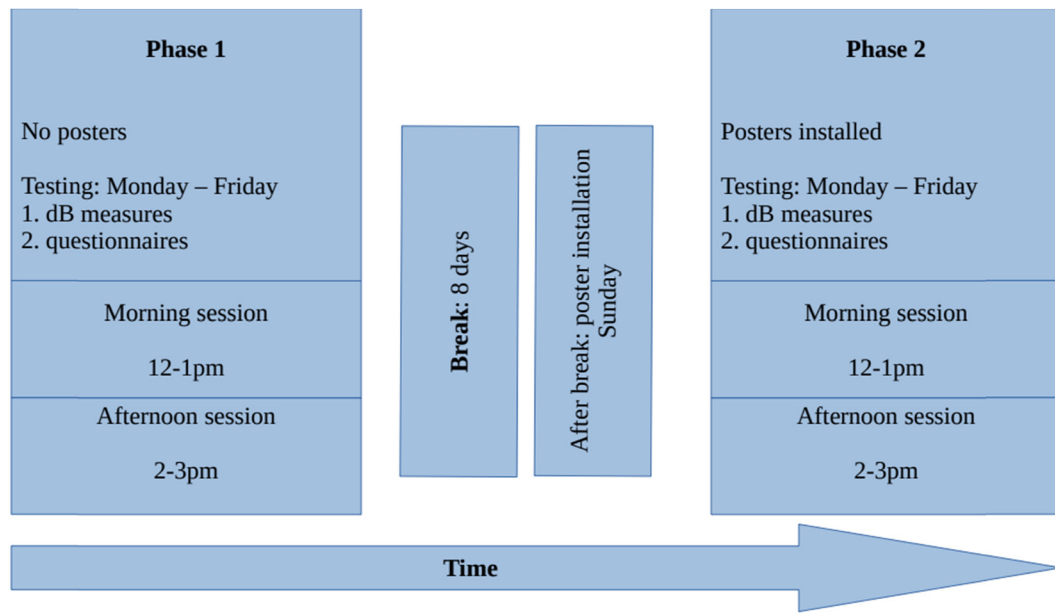 Phase 1
No posters
Testing: Monday – Friday
1. dB measures
2. questionnaires
Morning session
12-1pm
Afternoon session
2-3pm
Break: 8 days
After break: poster installation
Sunday
Phase 2
Posters installed
Testing: Monday – Friday
1. dB measures
2. questionnaires
Morning session
12-1pm
Afternoon session
2-3pm
Time